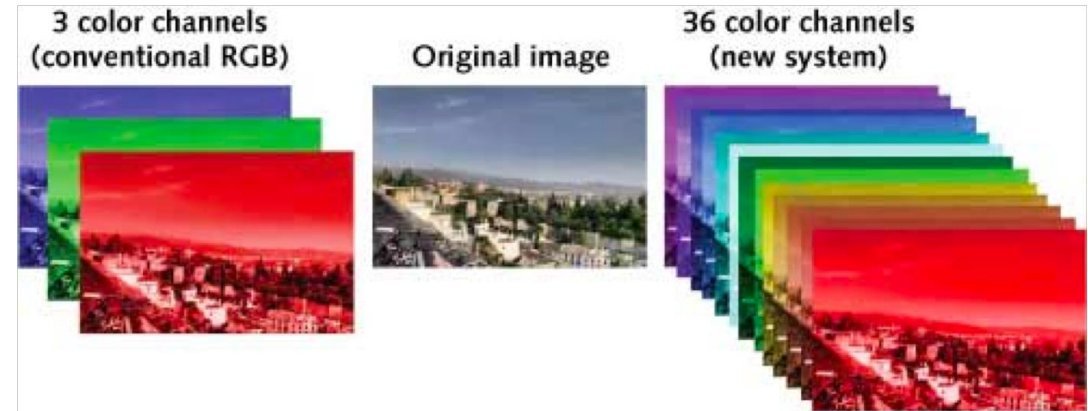 3 color channels
(conventional RGB)
Original image
36 color channels
(new system)